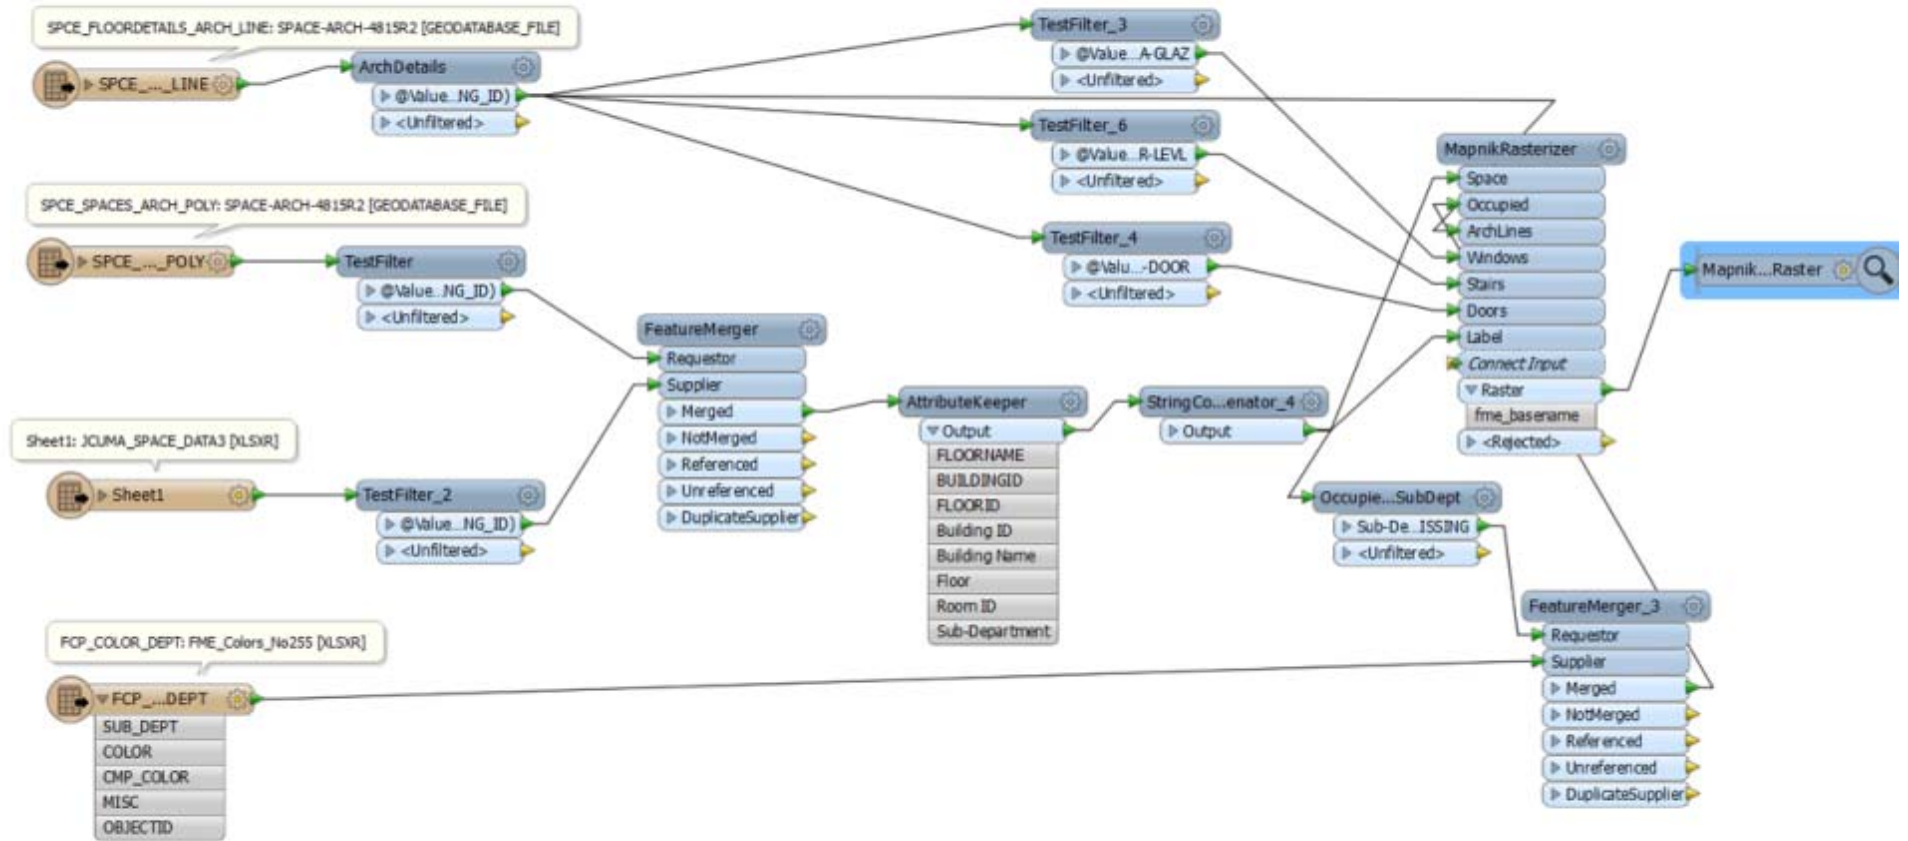 SPCE_FLOORDETAILS_ARCH_LINE: SPACE-ARCH-4815R2 [GEODATABASE_FILE]
SPCE_..._LINE
ArchDetails
@Value...NG_ID)
<Unfiltered>
TestFilter_3
@Value...A-GLAZ
<Unfiltered>
TestFilter_6
@Value...R-LEVL
<Unfiltered>
TestFilter_4
@Valu...-DOOR
<Unfiltered>
SPCE_SPACES_ARCH_POLY: SPACE-ARCH-4815R2 [GEODATABASE_FILE]
SPCE_..._POLY
TestFilter
@Value...NG_ID)
<Unfiltered>
Sheet1: JCUMA_SPACE_DATA3 [XLSXR]
Sheet1
TestFilter_2
@Value...NG_ID)
<Unfiltered>
FeatureMerger
Requestor
Supplier
Merged
NotMerged
Referenced
Unreferenced
DuplicateSupplier
AttributeKeeper
Output
FLOORNAME
BUILDINGID
FLOORID
Building ID
Building Name
Floor
Room ID
Sub-Department
StringCo...enator_4
Output
MapnikRasterizer
Space
Occupied
ArchLines
Windows
Stairs
Doors
Label
Connect Input
Raster
fme_basename
<Rejected>
Mapnik...Raster
Occupie...SubDept
Sub-De...ISSING
<Unfiltered>
FCP_COLOR_DEPT: FME_Colors_No255 [XLSXR]
FCP_...DEPT
SUB_DEPT
COLOR
CMP_COLOR
MISC
OBJECTID
FeatureMerger_3
Requestor
Supplier
Merged
NotMerged
Referenced
Unreferenced
DuplicateSupplier